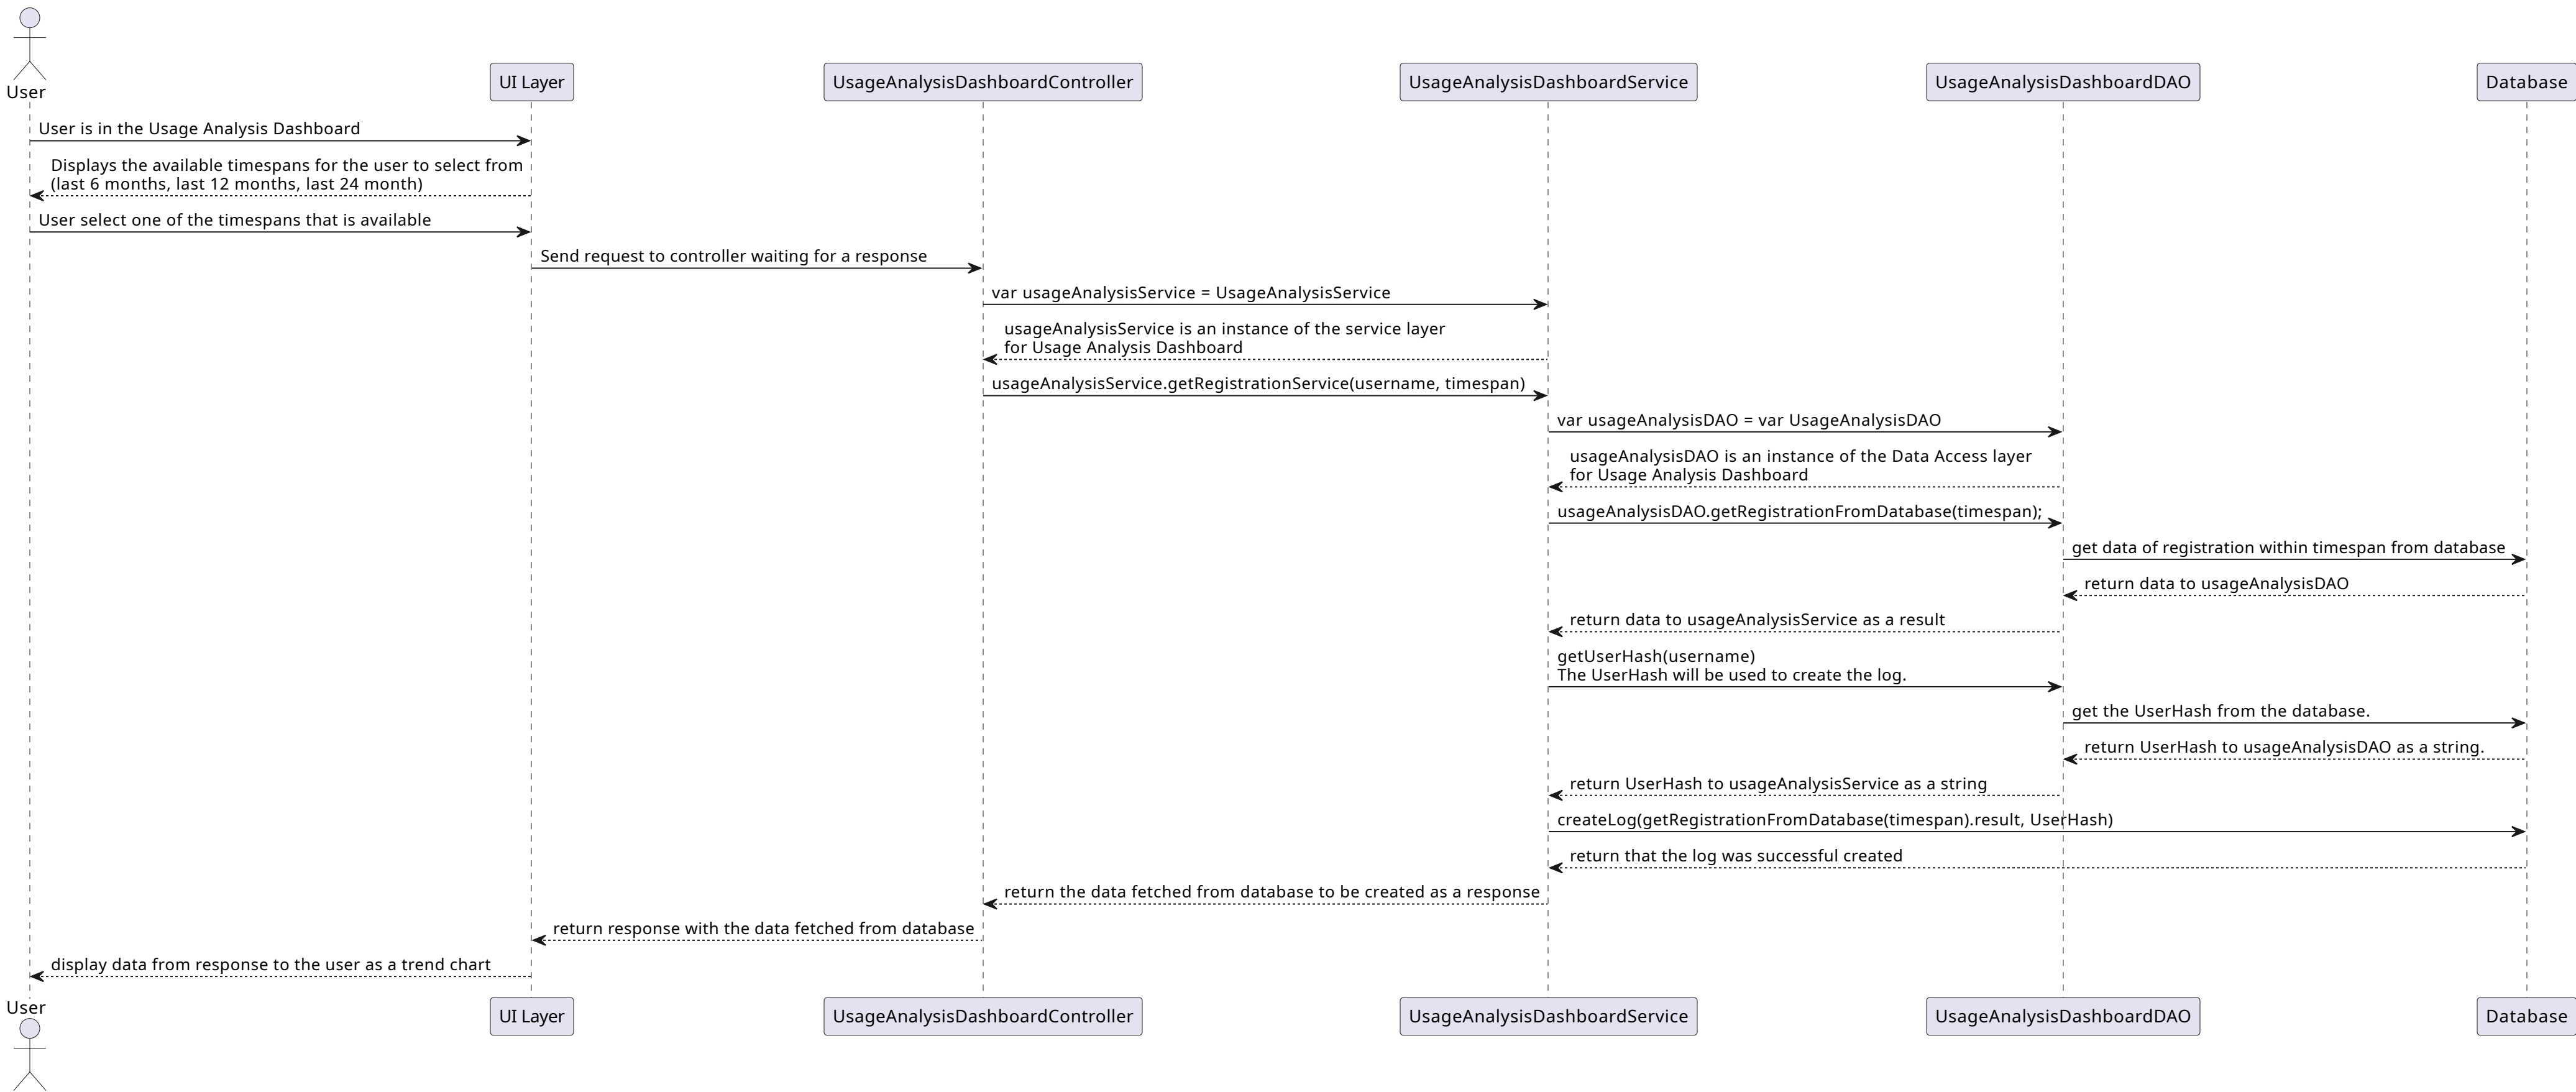 User
UI Layer
UsageAnalysisDashboardController
UsageAnalysisDashboardService
UsageAnalysisDashboardDAO
Database
User is in the Usage Analysis Dashboard
Displays the available timespans for the user to select from
(last 6 months, last 12 months, last 24 month)
User select one of the timespans that is available
Send request to controller waiting for a response
var usageAnalysisService = UsageAnalysisService
usageAnalysisService is an instance of the service layer
for Usage Analysis Dashboard
usageAnalysisService.getRegistrationService(username, timespan)
var usageAnalysisDAO = var UsageAnalysisDAO
usageAnalysisDAO is an instance of the Data Access layer
for Usage Analysis Dashboard
usageAnalysisDAO.getRegistrationFromDatabase(timespan);
get data of registration within timespan from database
return data to usageAnalysisDAO
return data to usageAnalysisService as a result
getUserHash(username)
The UserHash will be used to create the log.
get the UserHash from the database.
return UserHash to usageAnalysisDAO as a string.
return UserHash to usageAnalysisService as a string
createLog(getRegistrationFromDatabase(timespan).result, UserHash)
return that the log was successful created
return the data fetched from database to be created as a response
return response with the data fetched from database
display data from response to the user as a trend chart
User
UI Layer
UsageAnalysisDashboardController
UsageAnalysisDashboardService
UsageAnalysisDashboardDAO
Database